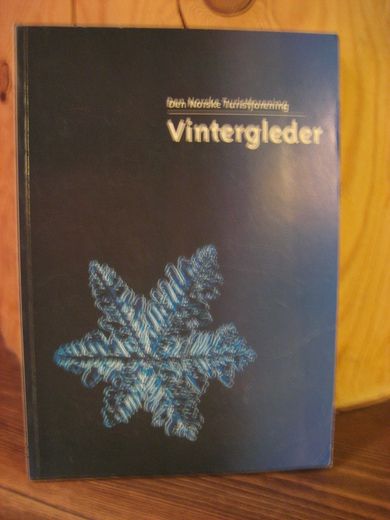 Den Norske Turistforening
Vintergleder